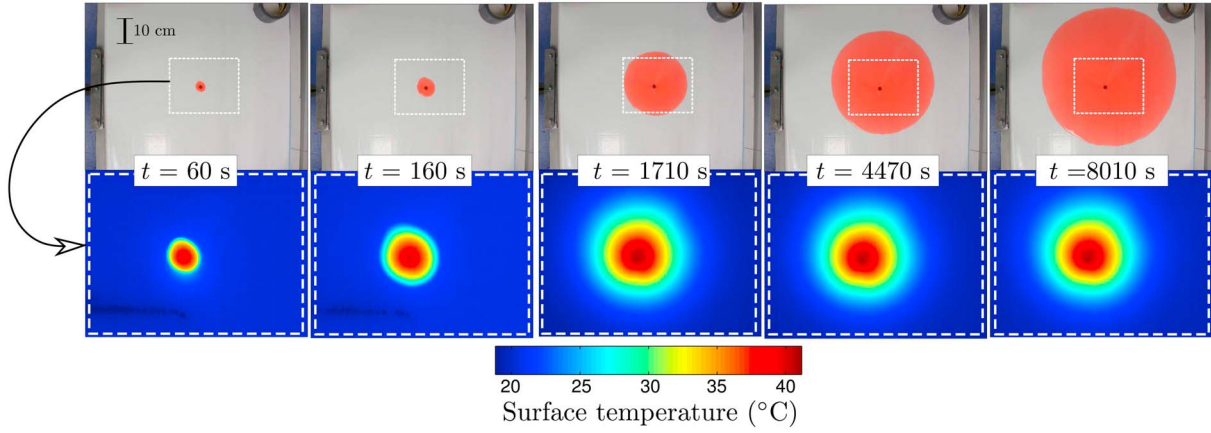 10 cm
t = 60 s
t = 160 s
t = 1710 s
t = 4470 s
t =8010 s
20 25 30 35 40
Surface temperature (°C)